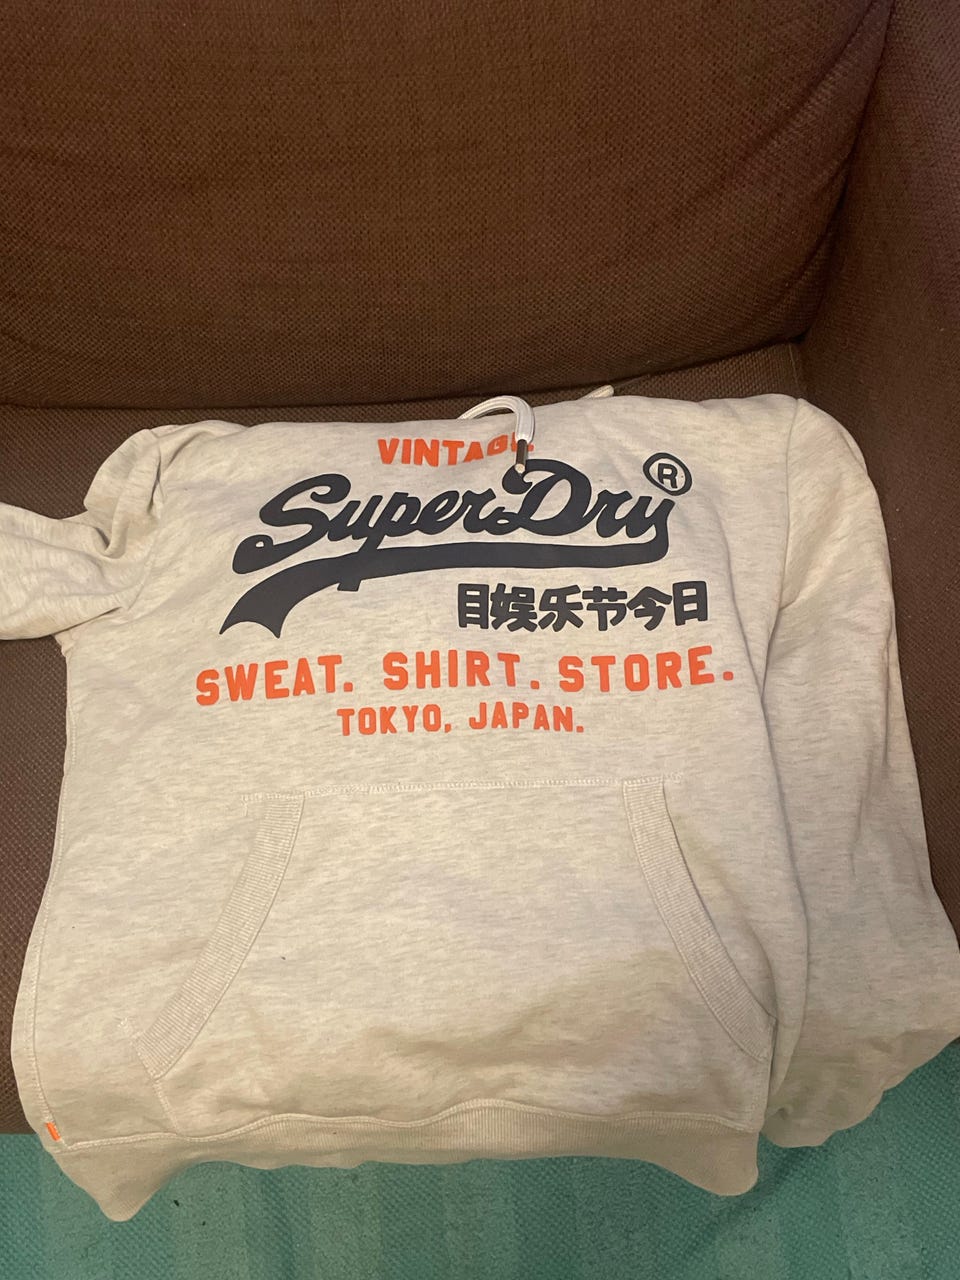 VINTAGE
SuperDry®
目娱乐节今日
SWEAT. SHIRT. STORE.
TOKYO, JAPAN.